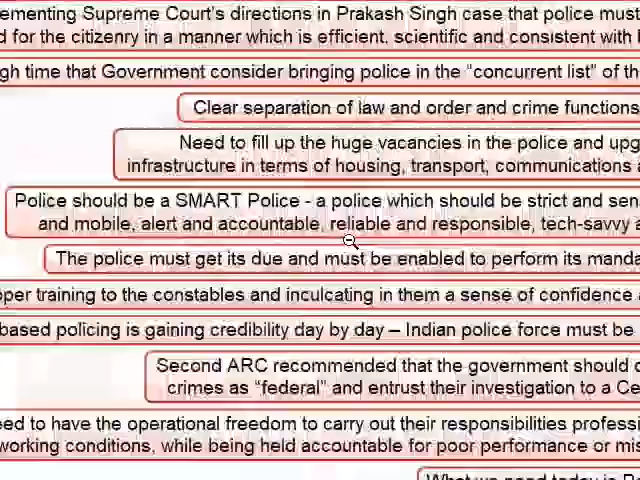 ementing Supreme Court's directions in Prakash Singh case that police must
d for the citizenry in a manner which is efficient, scientific and consistent with
gh time that Government consider bringing police in the "concurrent list" of th
Clear separation of law and order and crime functions
Need to fill up the huge vacancies in the police and upg
infrastructure in terms of housing, transport, communications
Police should be a SMART Police - a police which should be strict and sen
and mobile, alert and accountable, reliable and responsible, tech-savvy a
The police must get its due and must be enabled to perform its manda
oper training to the constables and inculcating in them a sense of confidence
based policing is gaining credibility day by day – Indian police force must be
Second ARC recommended that the government should
crimes as "federal" and entrust their investigation to a Ce
eed to have the operational freedom to carry out their responsibilities professi
working conditions, while being held accountable for poor performance or mis
What we need today is